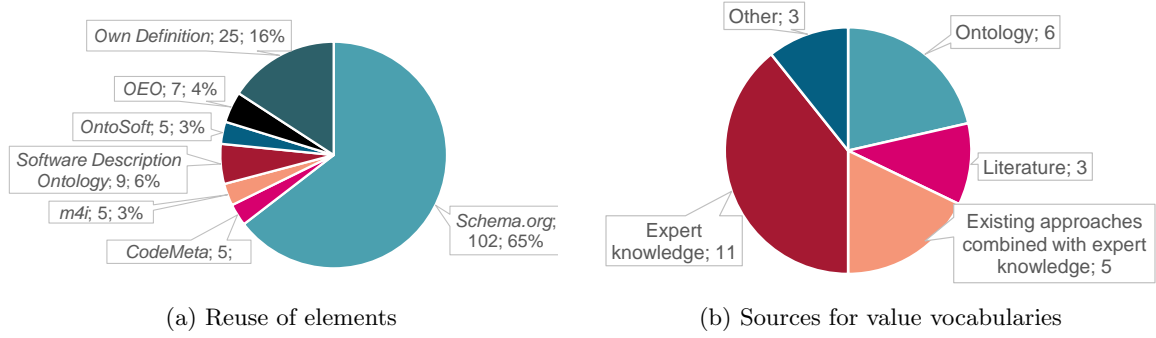 Own Definition; 25; 16%
OEO; 7; 4%
OntoSoft; 5; 3%
Software Description
Ontology; 9; 6%
m4i; 5; 3%
CodeMeta; 5;
Schema.org;
102; 65%
(a) Reuse of elements
Other; 3
Ontology; 6
Literature; 3
Existing approaches
combined with expert
knowledge; 5
Expert
knowledge; 11
(b) Sources for value vocabularies